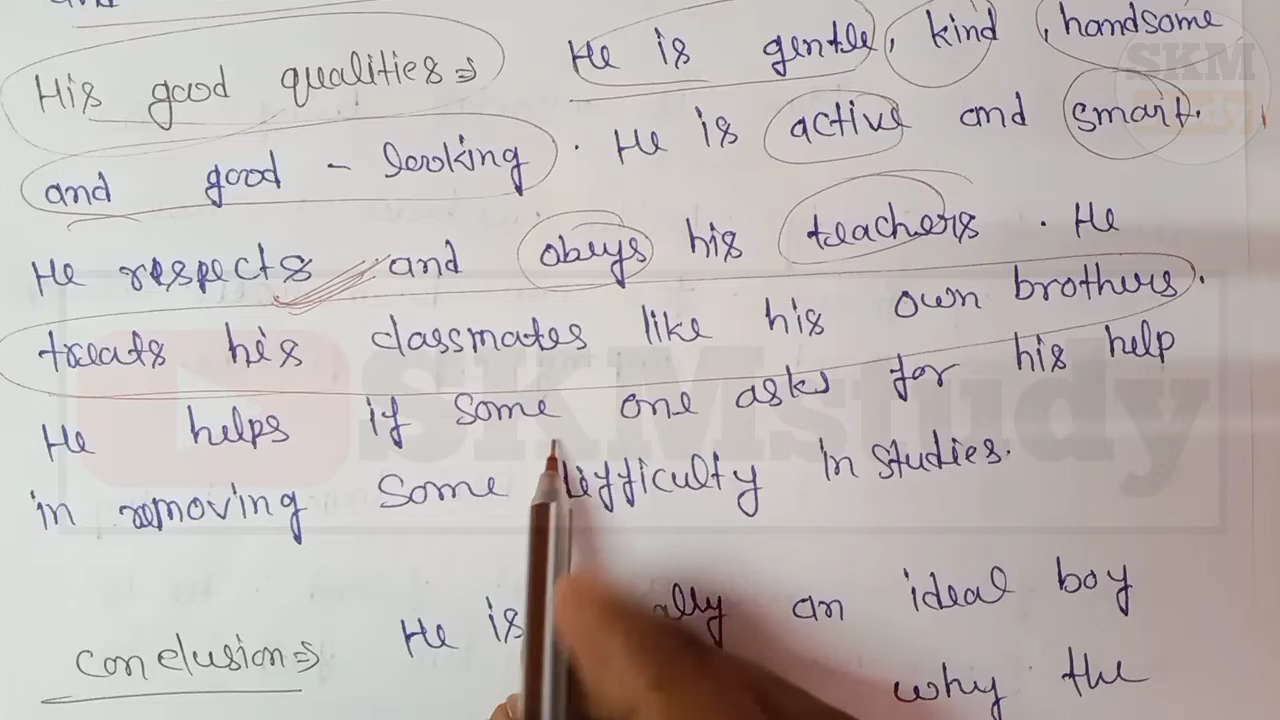 His good qualities⇒ He is gentle, kind, handsome
and good - looking. He is active and smart.
He respects and obeys his teachers. He
treats his classmates like his own brothers.
He helps if some one asks for his help
in removing some difficulty in studies.
Conclusion⇒ He is an ideal boy
why the
SKM
SKMstudy